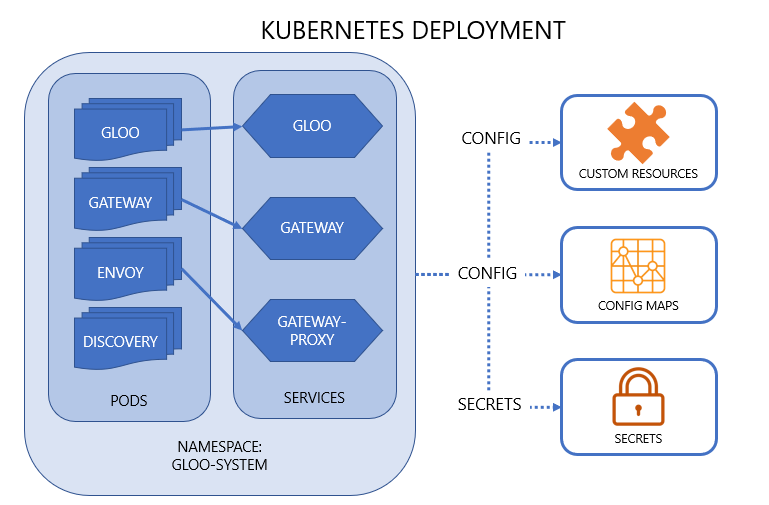 KUBERNETES DEPLOYMENT
GLOO
GATEWAY
ENVOY
DISCOVERY
PODS
GLOO
GATEWAY
GATEWAY-
PROXY
SERVICES
NAMESPACE:
GLOO-SYSTEM
CONFIG
CONFIG
SECRETS
CUSTOM RESOURCES
CONFIG MAPS
SECRETS